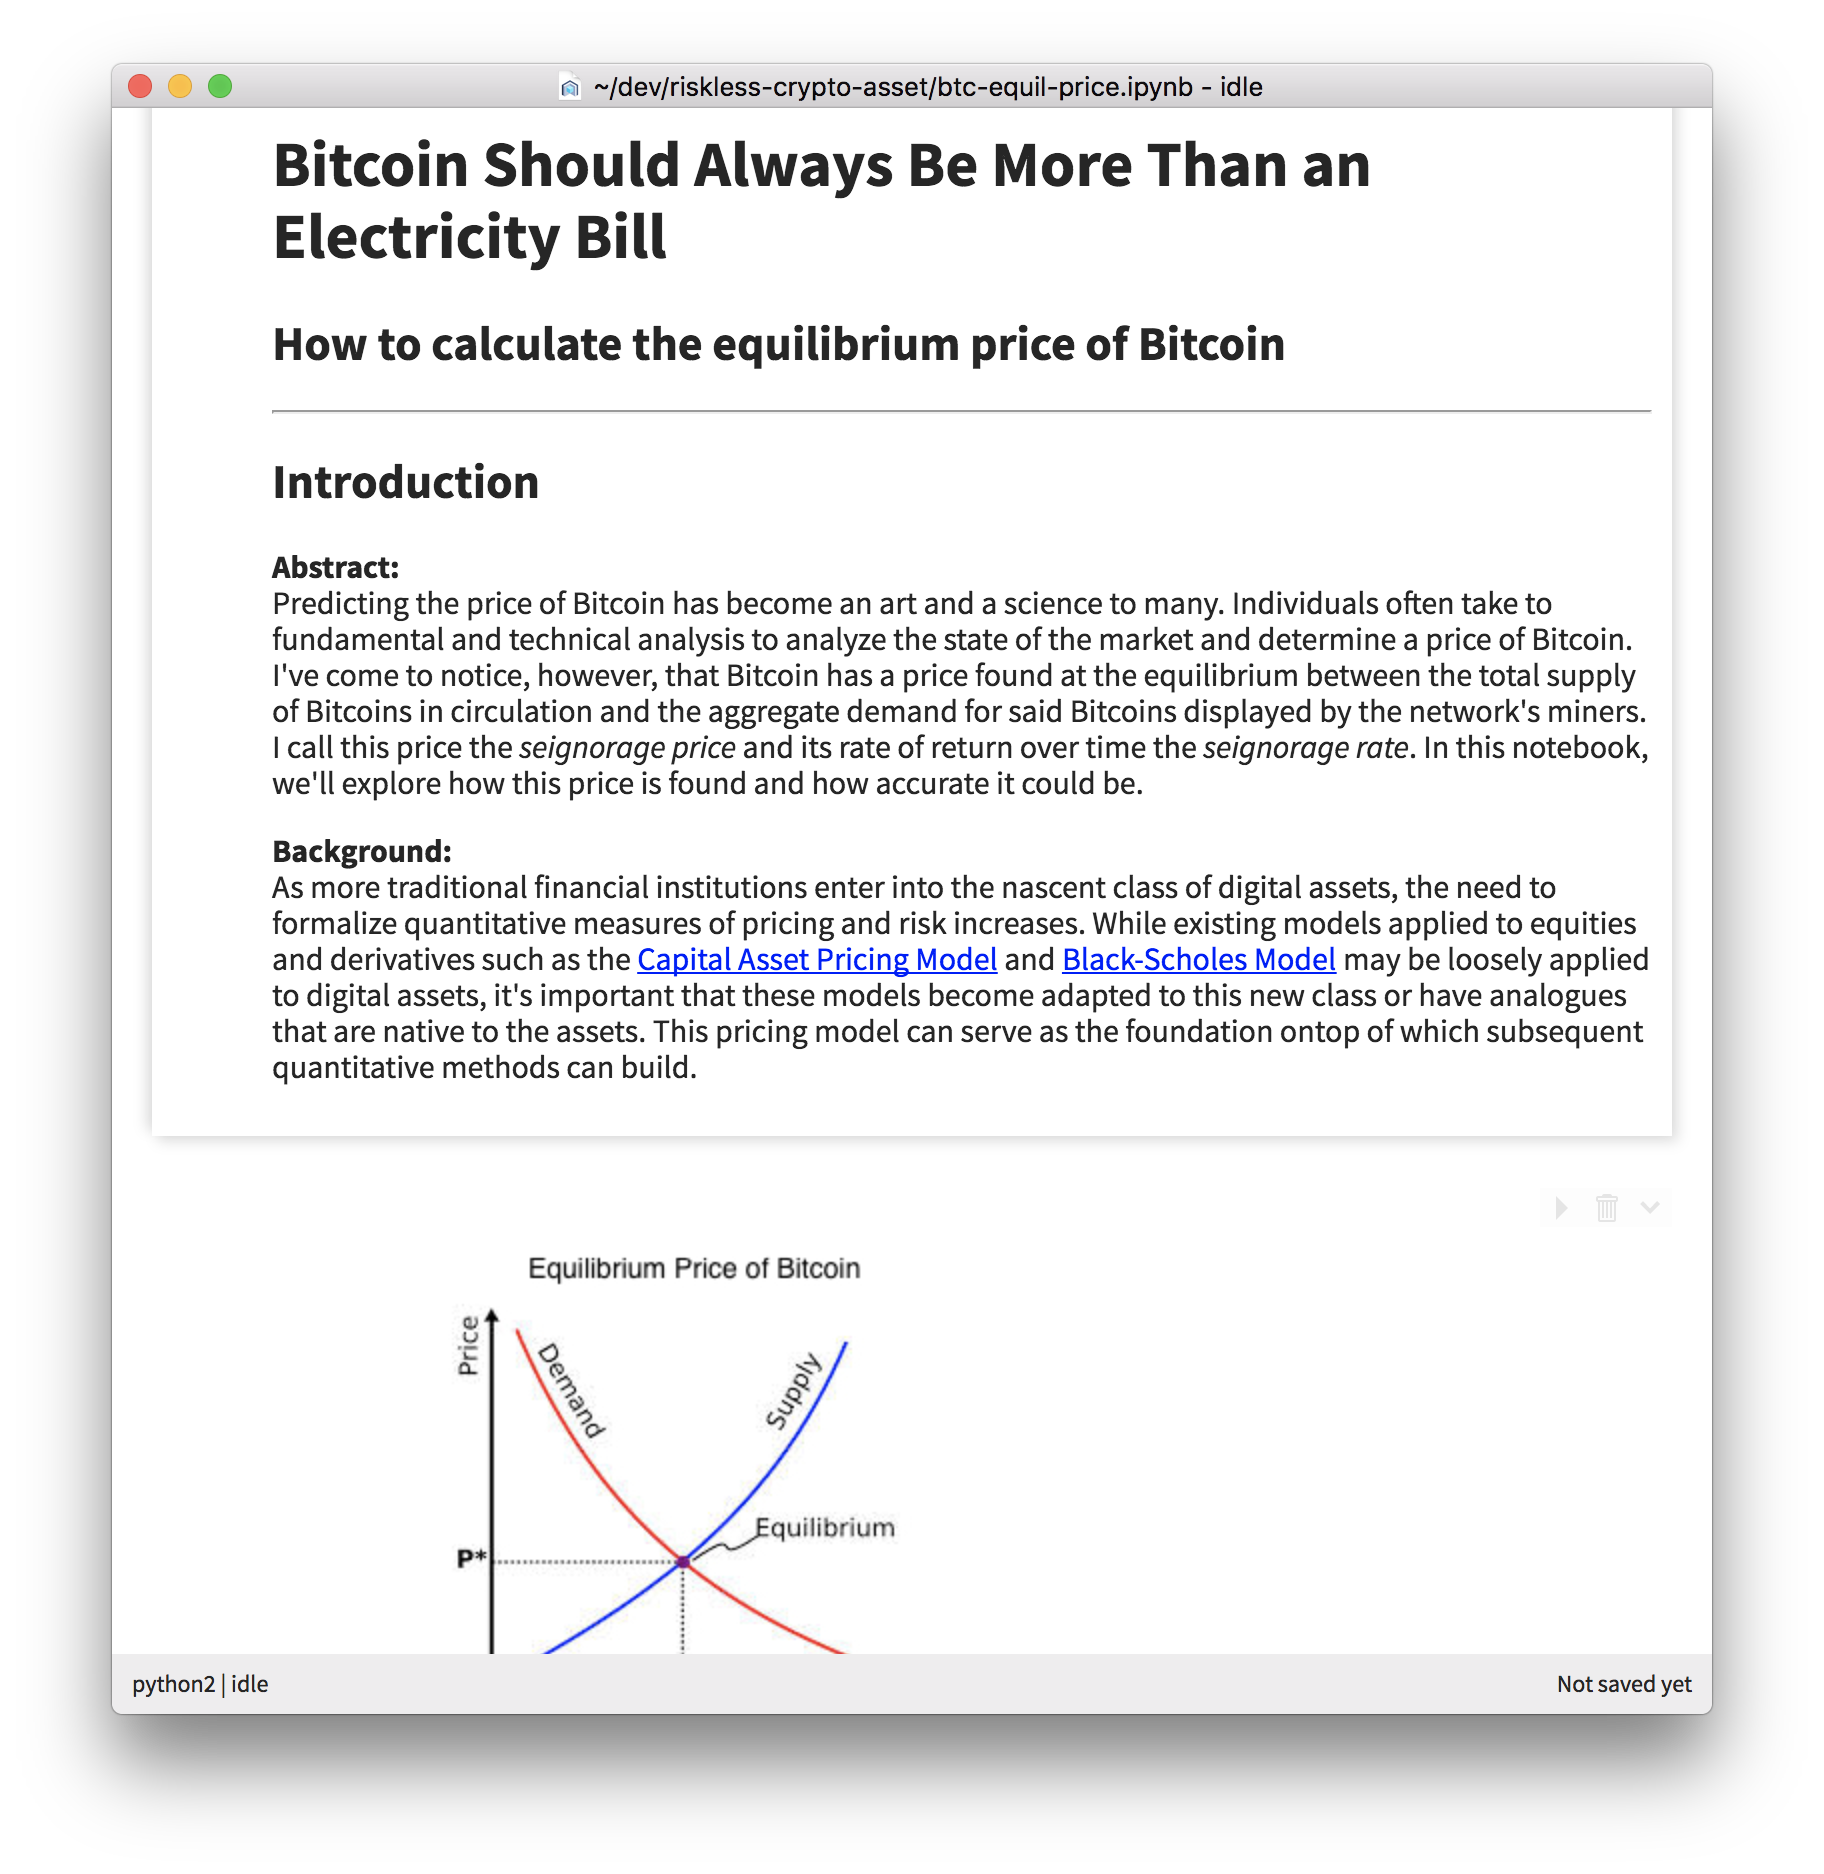 ~/dev/riskless-crypto-asset/btc-equil-price.ipynb - idle
Bitcoin Should Always Be More Than an
Electricity Bill
How to calculate the equilibrium price of Bitcoin
Introduction
Abstract:
Predicting the price of Bitcoin has become an art and a science to many. Individuals often take to
fundamental and technical analysis to analyze the state of the market and determine a price of Bitcoin.
I've come to notice, however, that Bitcoin has a price found at the equilibrium between the total supply
of Bitcoins in circulation and the aggregate demand for said Bitcoins displayed by the network's miners.
I call this price the seignorage price and its rate of return over time the seignorage rate. In this notebook,
we'll explore how this price is found and how accurate it could be.
Background:
As more traditional financial institutions enter into the nascent class of digital assets, the need to
formalize quantitative measures of pricing and risk increases. While existing models applied to equities
and derivatives such as the Capital Asset Pricing Model and Black-Scholes Model may be loosely applied
to digital assets, it's important that these models become adapted to this new class or have analogues
that are native to the assets. This pricing model can serve as the foundation ontop of which subsequent
quantitative methods can build.
Equilibrium Price of Bitcoin
Price
Demand
Supply
Equilibrium
P*
python2 | idle
Not saved yet